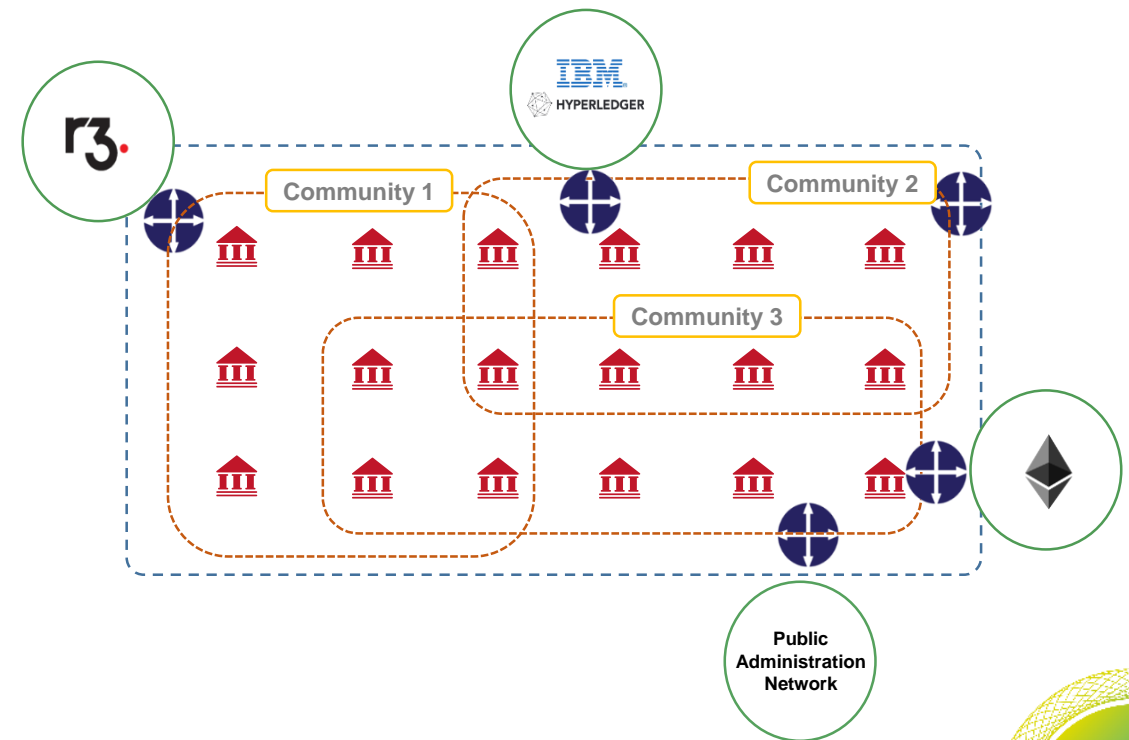 IBM
HYPERLEDGER
r3.
Community 1
Community 2
Community 3
Public
Administration
Network